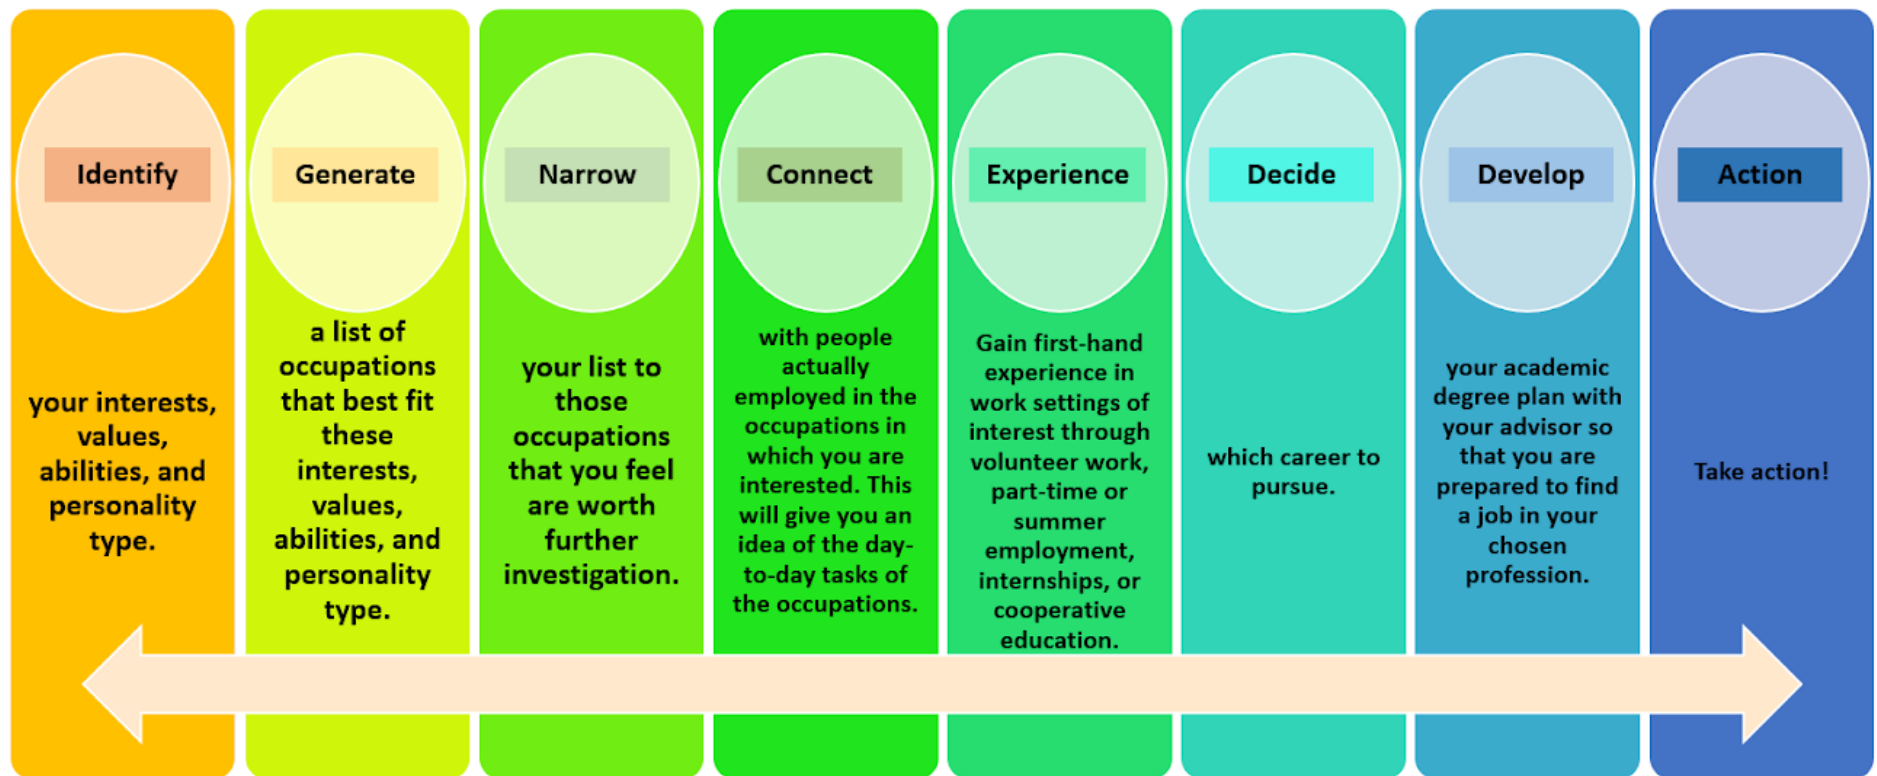 Identify
your interests,
values,
abilities, and
personality
type.
Generate
a list of
occupations
that best fit
these
interests,
values,
abilities, and
personality
type.
Narrow
your list to
those
occupations
that you feel
are worth
further
investigation.
Connect
with people
actually
employed in the
occupations in
which you are
interested. This
will give you an
idea of the day-
to-day tasks of
the occupations.
Experience
Gain first-hand
experience in
work settings of
interest through
volunteer work,
part-time or
summer
employment,
internships, or
cooperative
education.
Decide
which career to
pursue.
Develop
your academic
degree plan with
your advisor so
that you are
prepared to find
a job in your
chosen
profession.
Action
Take action!